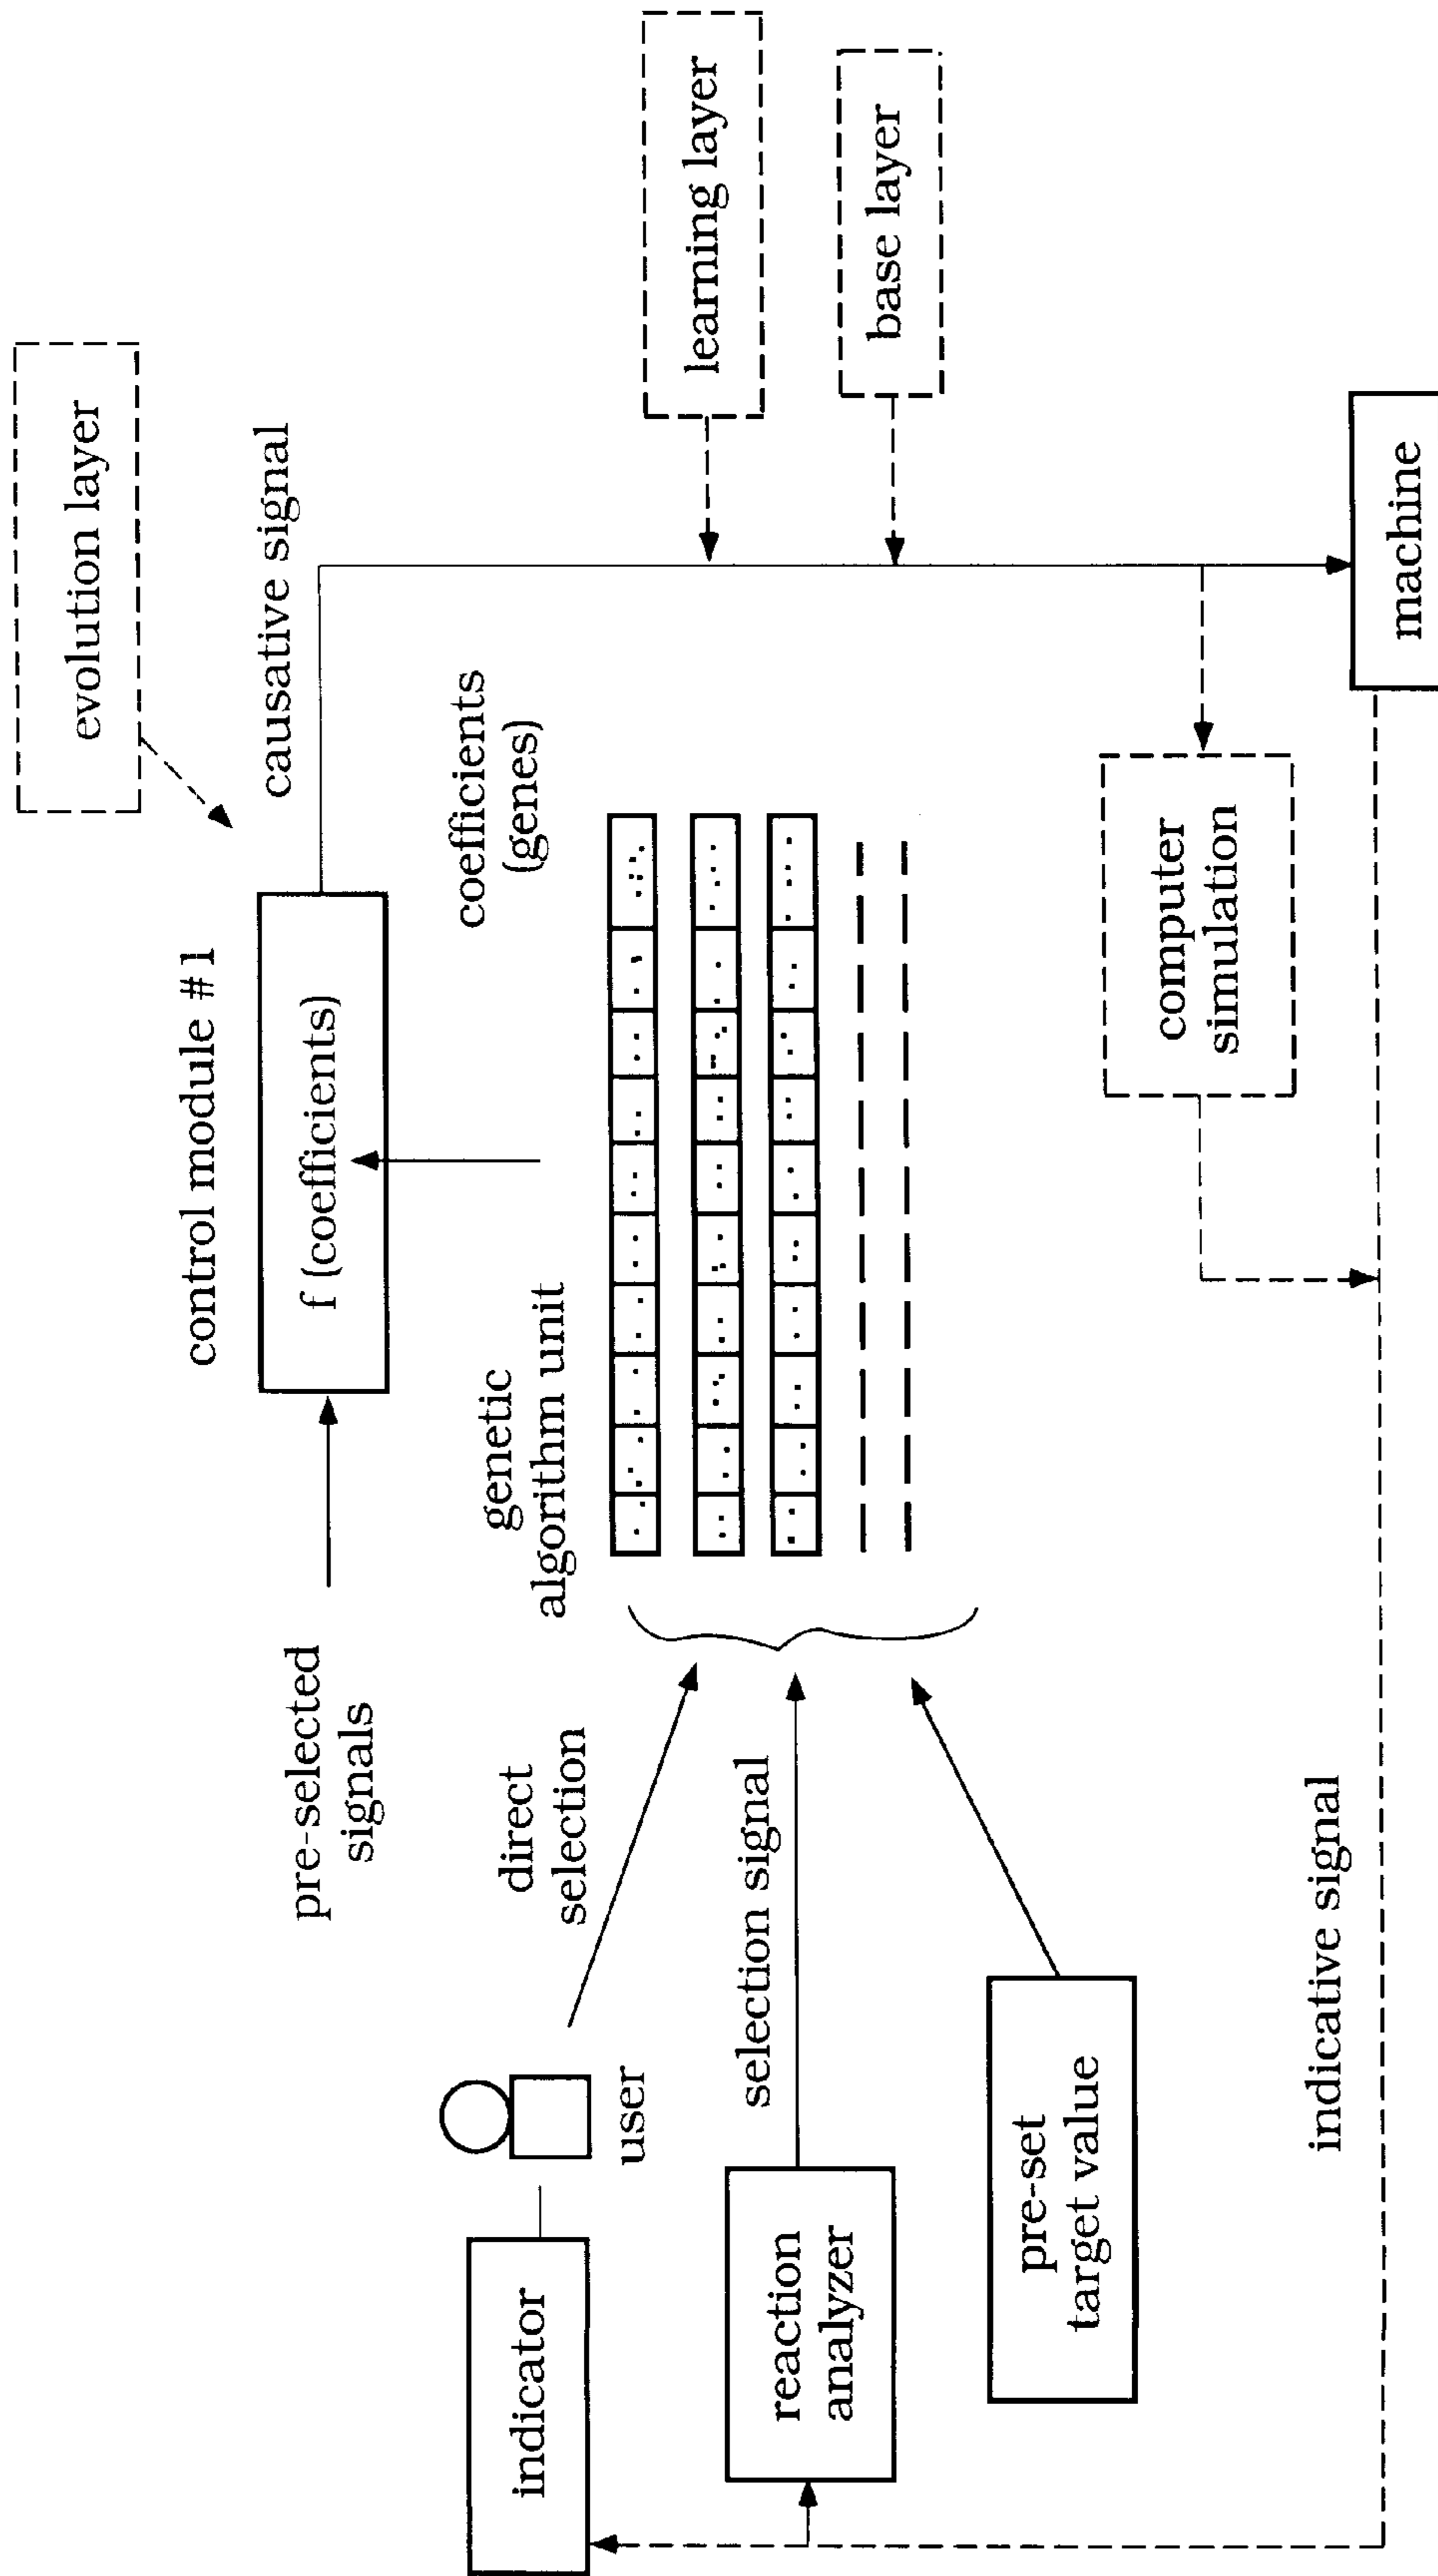 evolution layer
control module #1
causative signal
pre-selected
signals
f (coefficients)
genetic
algorithm unit
coefficients
(genes)
learning layer
base layer
direct
selection
user
indicator
selection signal
reaction
analyzer
pre-set
target value
computer
simulation
indicative signal
machine